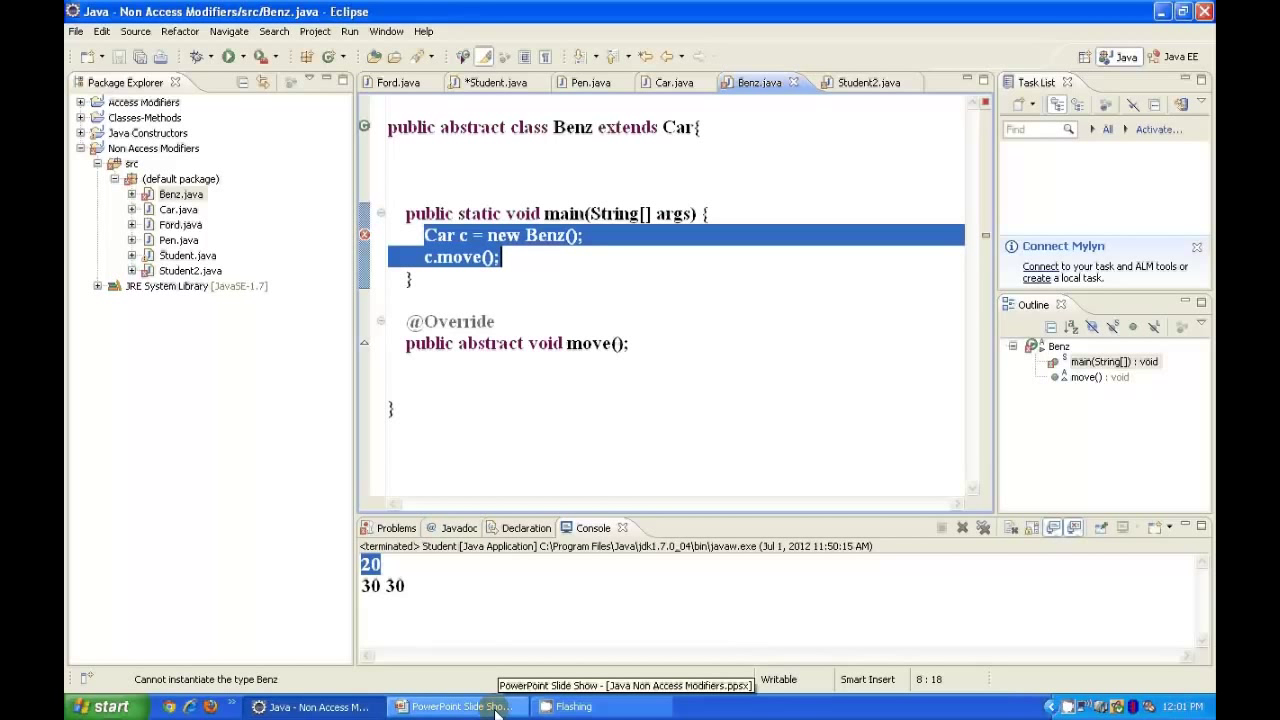 Java - Non Access Modifiers/src/Benz.java - Eclipse
File Edit Source Refactor Navigate Search Project Run Window Help
Java Java EE
Package Explorer
Ford.java *Student.java Pen.java Car.java Benz.java Student2.java
Task List
Access Modifiers
Classes-Methods
Java Constructors
Non Access Modifiers
src
(default package)
Benz.java
Car.java
Ford.java
Pen.java
Student.java
Student2.java
JRE System Library [JavaSE-1.7]
public abstract class Benz extends Car{
public static void main(String[] args) {
Car c = new Benz();
c.move();
}
@Override
public abstract void move();
}
Find All Activate...
Connect Mylyn
Connect to your task and ALM tools or
create a local task.
Outline
Benz
main(String[]) : void
move() : void
Problems @ Javadoc Declaration Console
<terminated> Student [Java Application] C:\Program Files\Java\jdk1.7.0_04\bin\javaw.exe (Jul 1, 2012 11:50:15 AM)
20
30 30
Cannot instantiate the type Benz
PowerPoint Slide Show - [Java Non Access Modifiers.ppsx]
Writable Smart Insert 8 : 18
start Java - Non Access M... PowerPoint Slide Sho... Flashing 12:01 PM